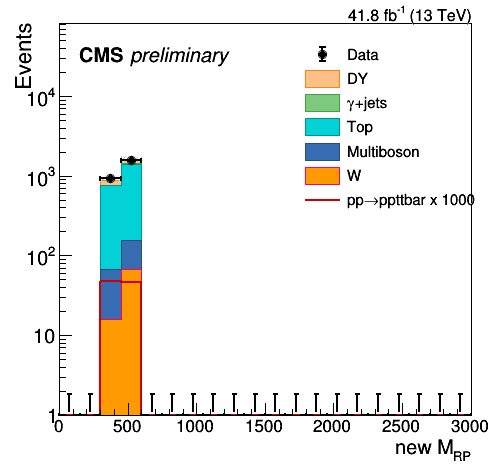 41.8 fb⁻¹ (13 TeV)
Events
CMS preliminary
Data
DY
γ+jets
Top
Multiboson
W
pp→ppttbar x 1000
10⁴
10³
10²
10
1
0 500 1000 1500 2000 2500 3000
new M_RP